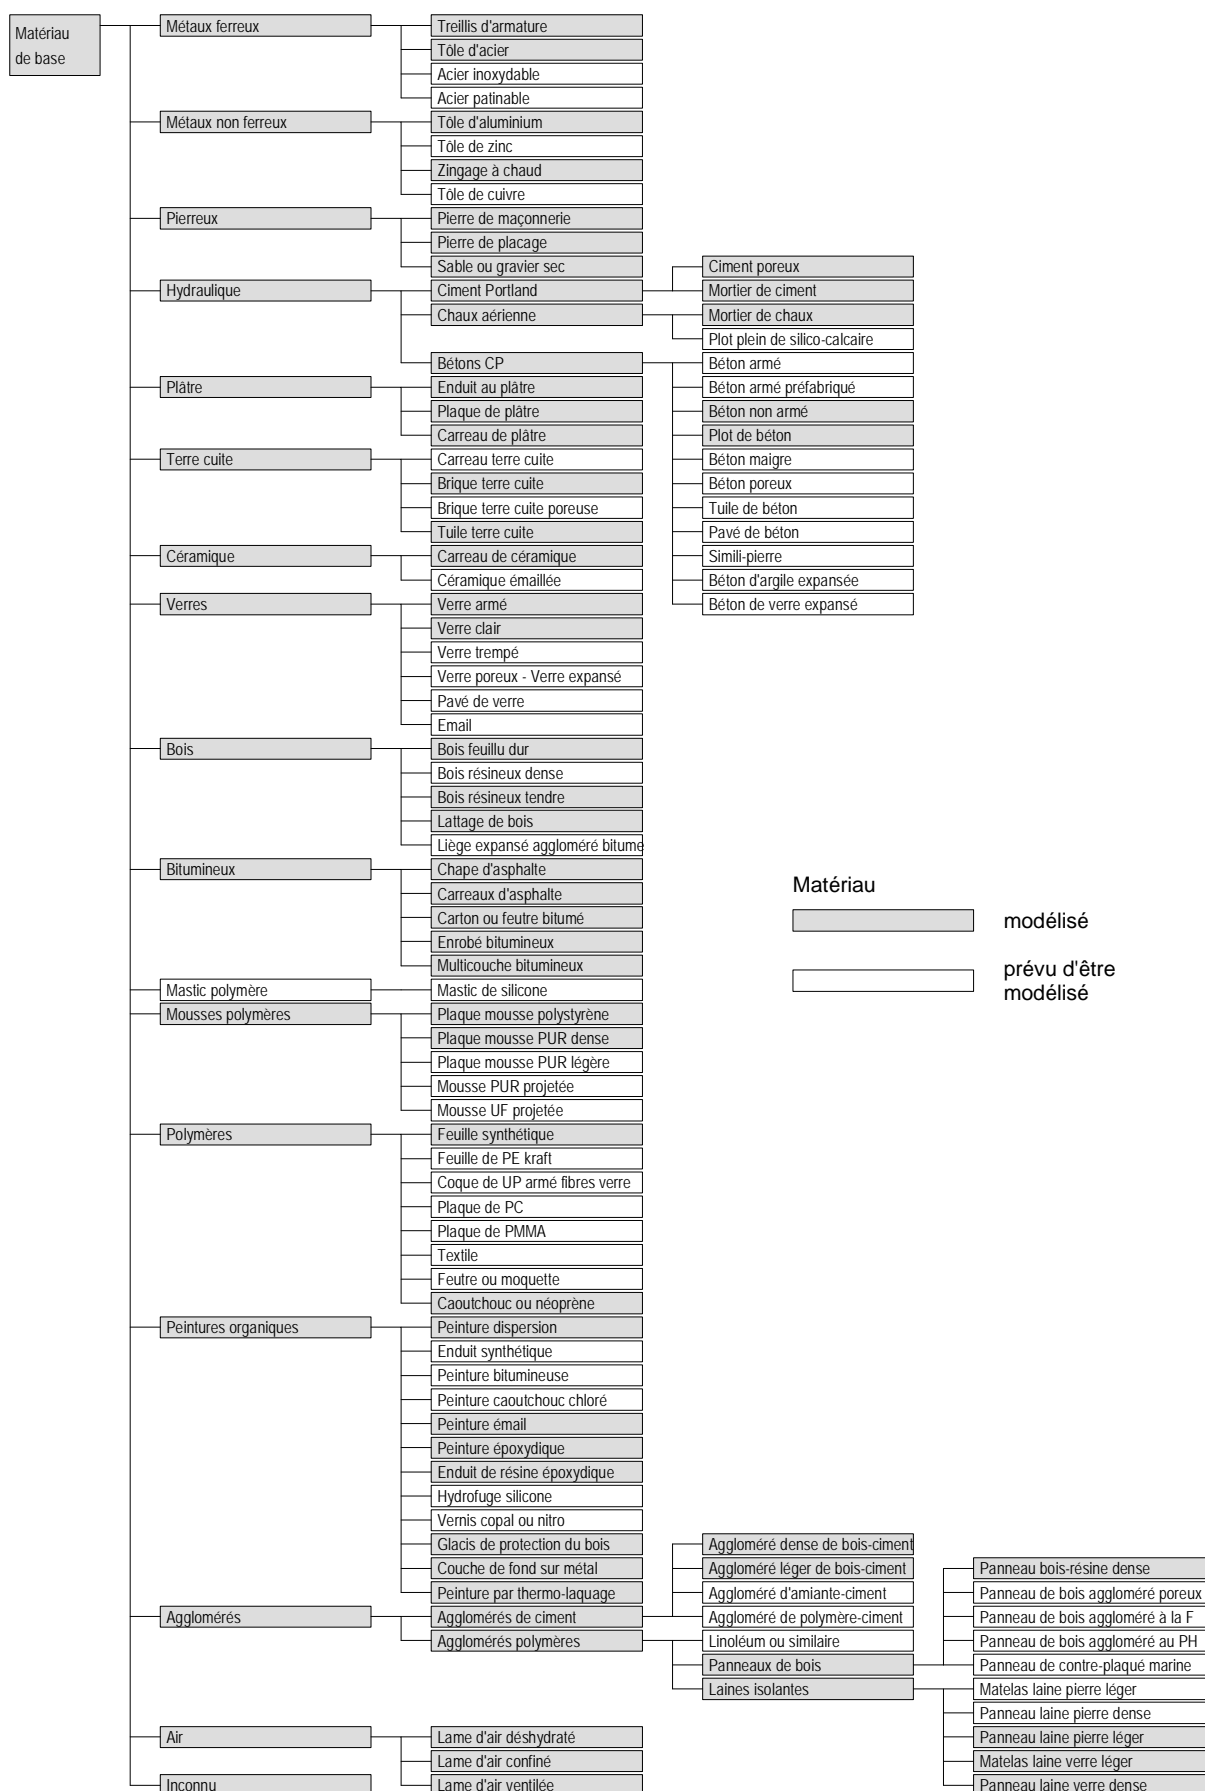 Matériau
de base
Métaux ferreux
Treillis d'armature
Tôle d'acier
Acier inoxydable
Acier patinable
Métaux non ferreux
Tôle d'aluminium
Tôle de zinc
Zingage à chaud
Tôle de cuivre
Pierreux
Pierre de maçonnerie
Pierre de placage
Sable ou gravier sec
Hydraulique
Ciment Portland
Ciment poreux
Mortier de ciment
Chaux aérienne
Mortier de chaux
Plot plein de silico-calcaire
Bétons CP
Béton armé
Béton armé préfabriqué
Béton non armé
Plot de béton
Béton maigre
Béton poreux
Tuile de béton
Pavé de béton
Simili-pierre
Béton d'argile expansée
Béton de verre expansé
Plâtre
Enduit au plâtre
Plaque de plâtre
Carreau de plâtre
Terre cuite
Carreau terre cuite
Brique terre cuite
Brique terre cuite poreuse
Tuile terre cuite
Céramique
Carreau de céramique
Céramique émaillée
Verres
Verre armé
Verre clair
Verre trempé
Verre poreux - Verre expansé
Pavé de verre
Email
Bois
Bois feuillu dur
Bois résineux dense
Bois résineux tendre
Lattage de bois
Liège expansé aggloméré bitume
Bitumineux
Chape d'asphalte
Carreaux d'asphalte
Carton ou feutre bitumé
Enrobé bitumineux
Multicouche bitumineux
Matériau
modélisé
prévu d'être
modélisé
Mastic polymère
Mastic de silicone
Mousses polymères
Plaque mousse polystyrène
Plaque mousse PUR dense
Plaque mousse PUR légère
Mousse PUR projetée
Mousse UF projetée
Polymères
Feuille synthétique
Feuille de PE kraft
Coque de UP armé fibres verre
Plaque de PC
Plaque de PMMA
Textile
Feutre ou moquette
Caoutchouc ou néoprène
Peintures organiques
Peinture dispersion
Enduit synthétique
Peinture bitumineuse
Peinture caoutchouc chloré
Peinture émail
Peinture époxydique
Enduit de résine époxydique
Hydrofuge silicone
Vernis copal ou nitro
Glacis de protection du bois
Couche de fond sur métal
Peinture par thermo-laquage
Agglomérés
Agglomérés de ciment
Aggloméré dense de bois-ciment
Aggloméré léger de bois-ciment
Aggloméré d'amiante-ciment
Aggloméré de polymère-ciment
Agglomérés polymères
Linoléum ou similaire
Panneaux de bois
Panneau bois-résine dense
Panneau de bois aggloméré poreux
Panneau de bois aggloméré à la F
Panneau de bois aggloméré au PH
Panneau de contre-plaqué marine
Laines isolantes
Matelas laine pierre léger
Panneau laine pierre dense
Panneau laine pierre léger
Matelas laine verre léger
Panneau laine verre dense
Air
Lame d'air déshydraté
Lame d'air confiné
Lame d'air ventilée
Inconnu